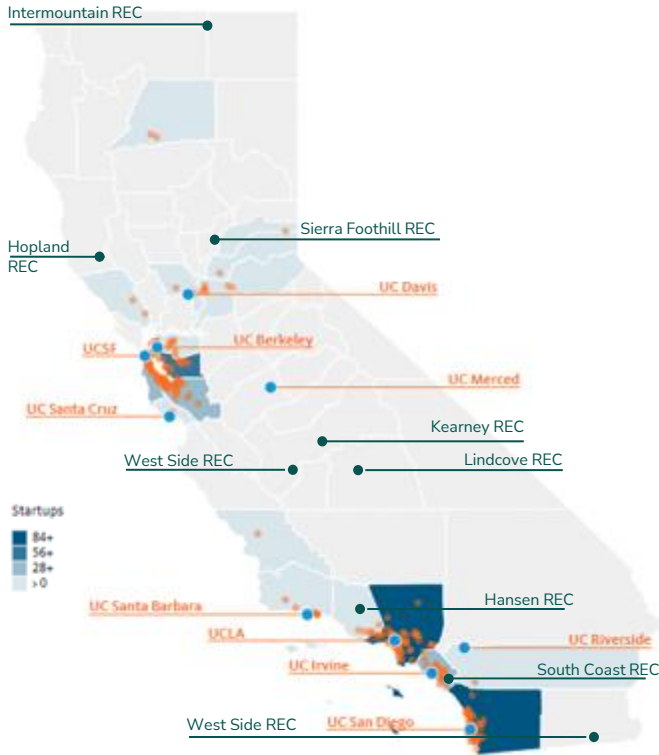 Intermountain REC
Sierra Foothill REC
Hopland
REC
UC Davis
UC Berkeley
UCSF
UC Merced
UC Santa Cruz
Kearney REC
West Side REC
Lindcove REC
Startups
84+
56+
28+
>0
Hansen REC
UC Santa Barbara
UCLA
UC Riverside
UC Irvine
South Coast REC
West Side REC
UC San Diego